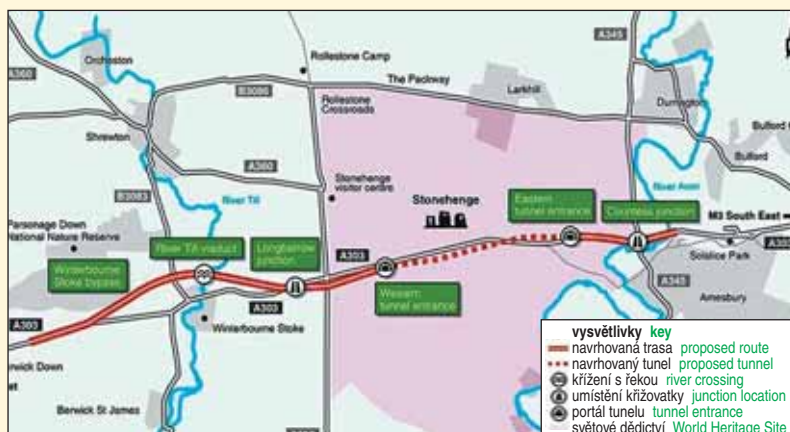 Orcheston
Rollestone Camp
A345
A360
The Packway
B3086
Larkhill
Rollestone
Crossroads
Durrington
Shrewton
Bulford
Bulford
A360
Stonehenge
visitor centre
River Avon
B3083
River Till
Stonehenge
Eastern
tunnel entrance
Countess junction
Parsonage Down
National Nature Reserve
River Till viaduct
Longbarrow
junction
A303
M3 South East
A303
Solstice Park
Winterbourne
Stoke bypass
Western
tunnel entrance
A345
Amesbury
A303
A303
Winterbourne Stoke
Berwick St James
vysvětlivky key
navrhovaná trasa proposed route
navrhovaný tunel proposed tunnel
křížení s řekou river crossing
umístění křižovatky junction location
portál tunelu tunnel entrance
světové dědictví World Heritage Site